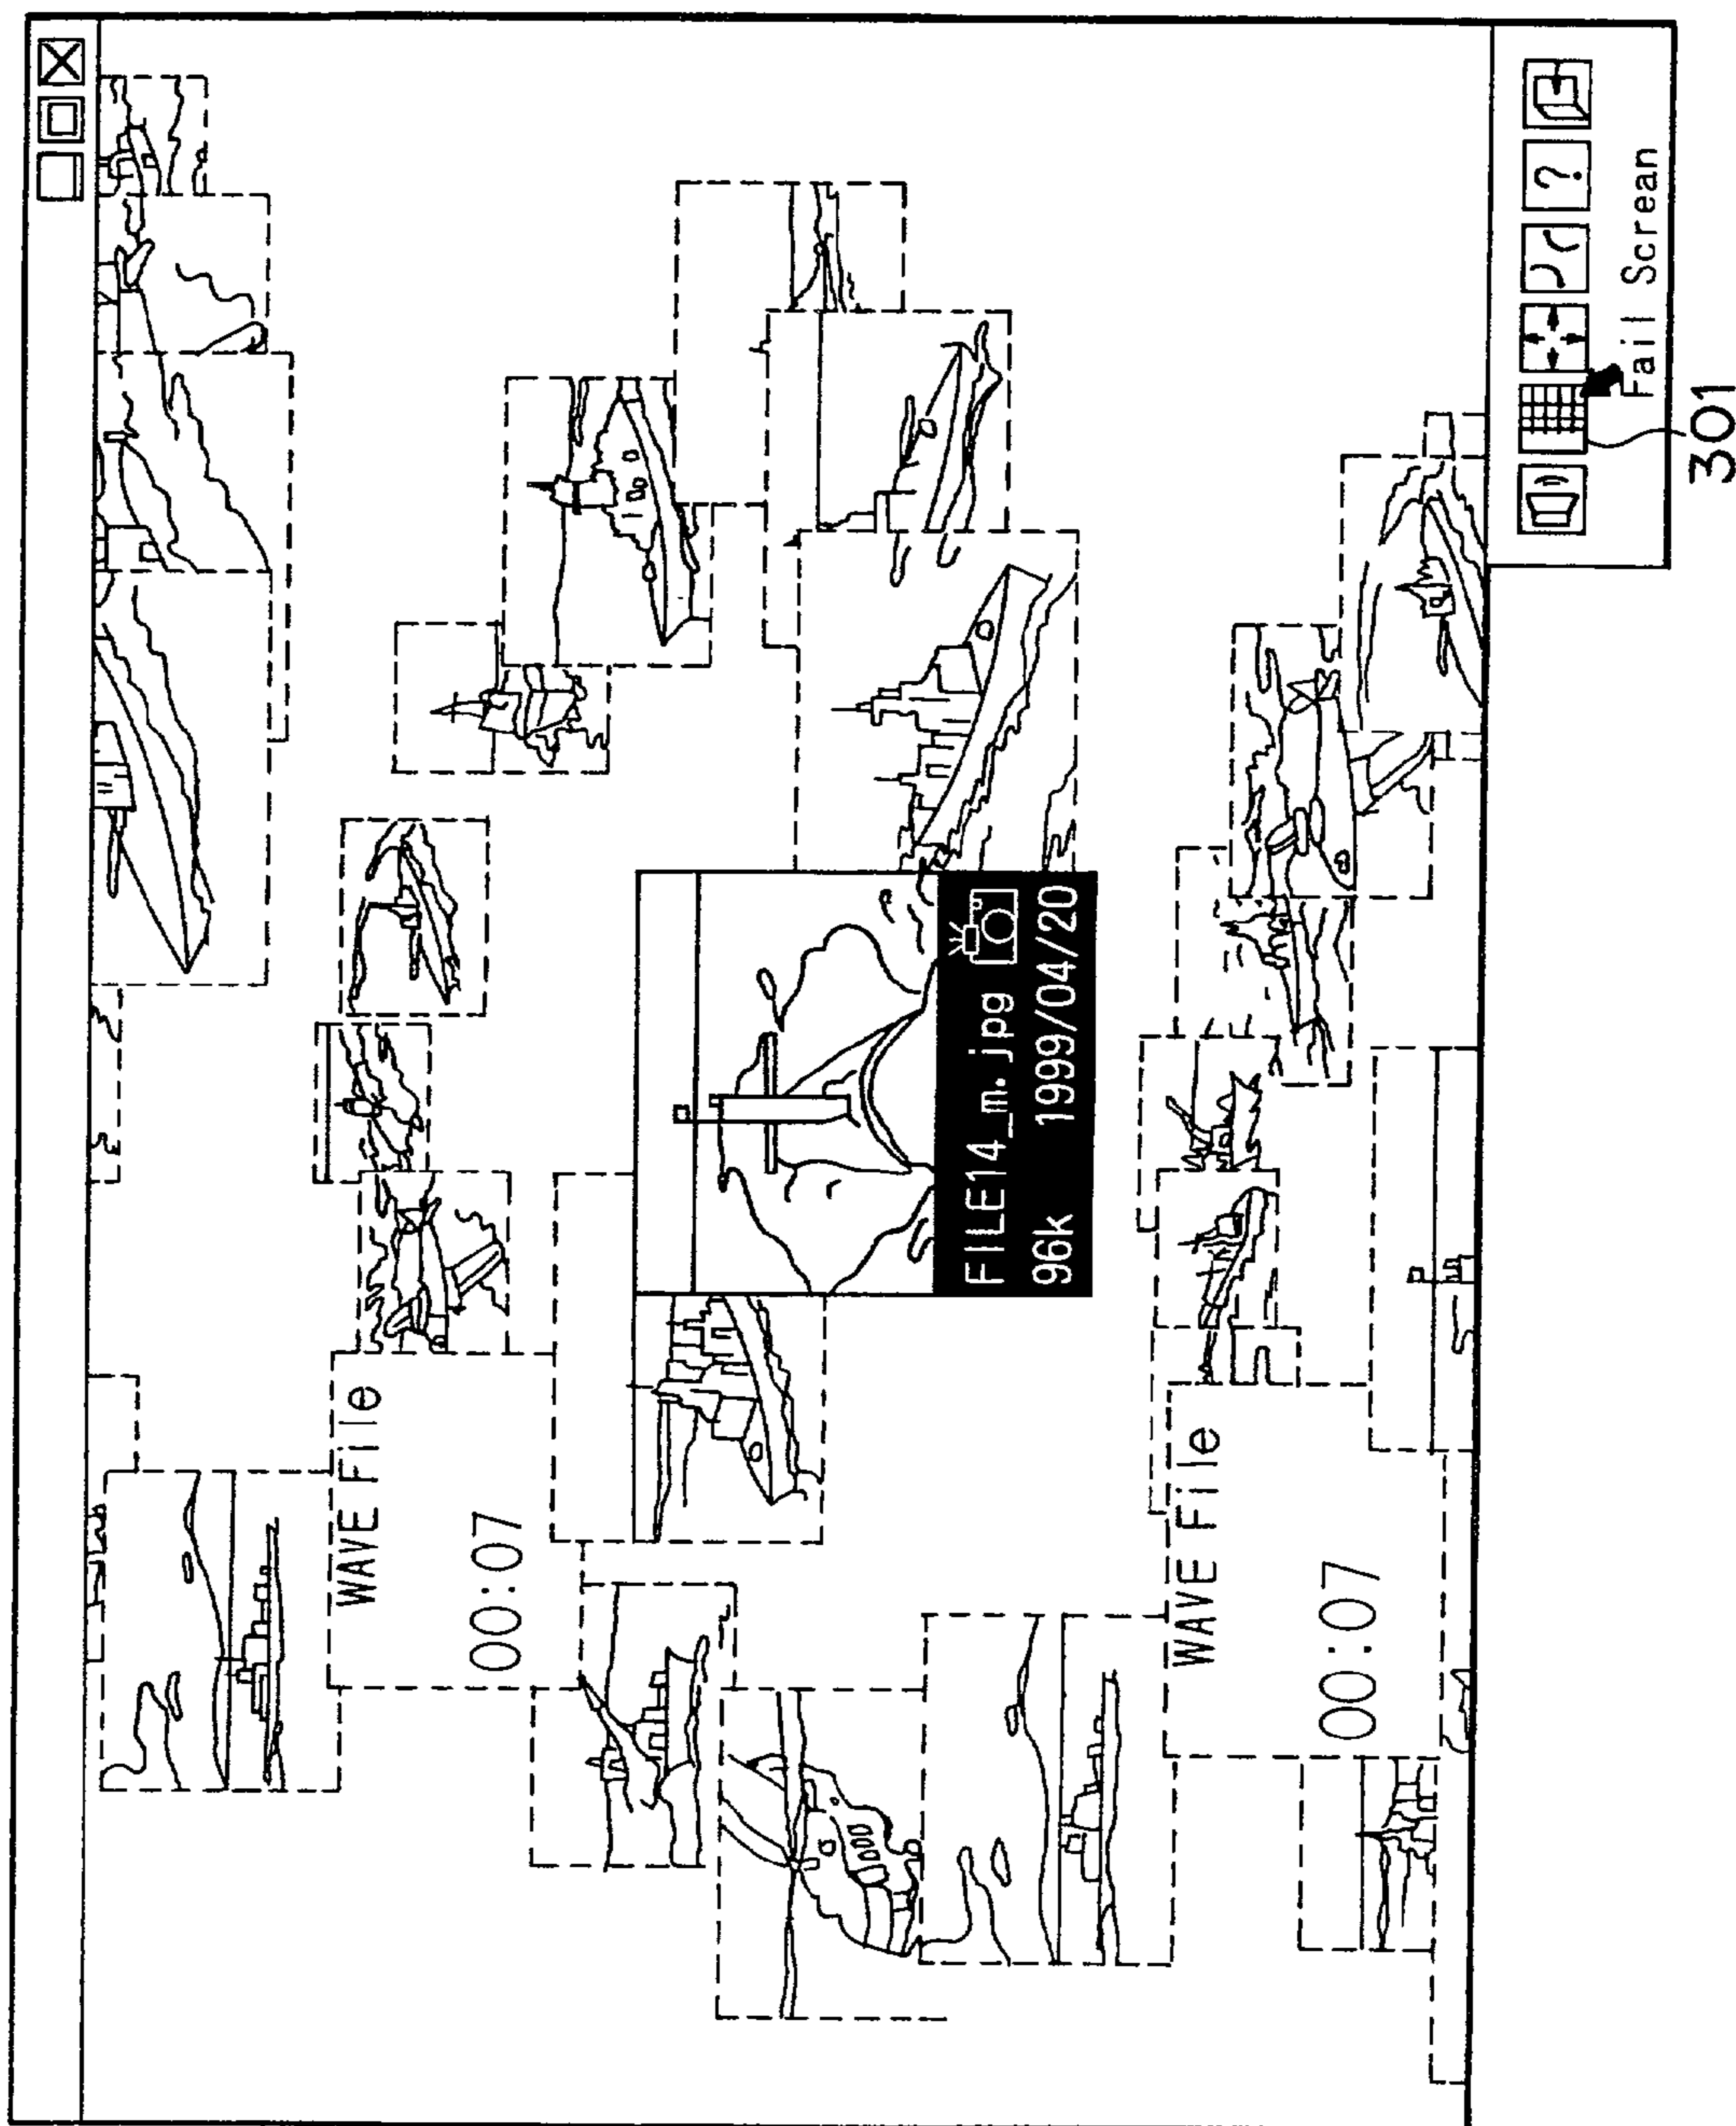 WAVE File
00:07
FILE14_m.jpg
96k 1999/04/20
WAVE File
00:07
?
Fail Screan
301